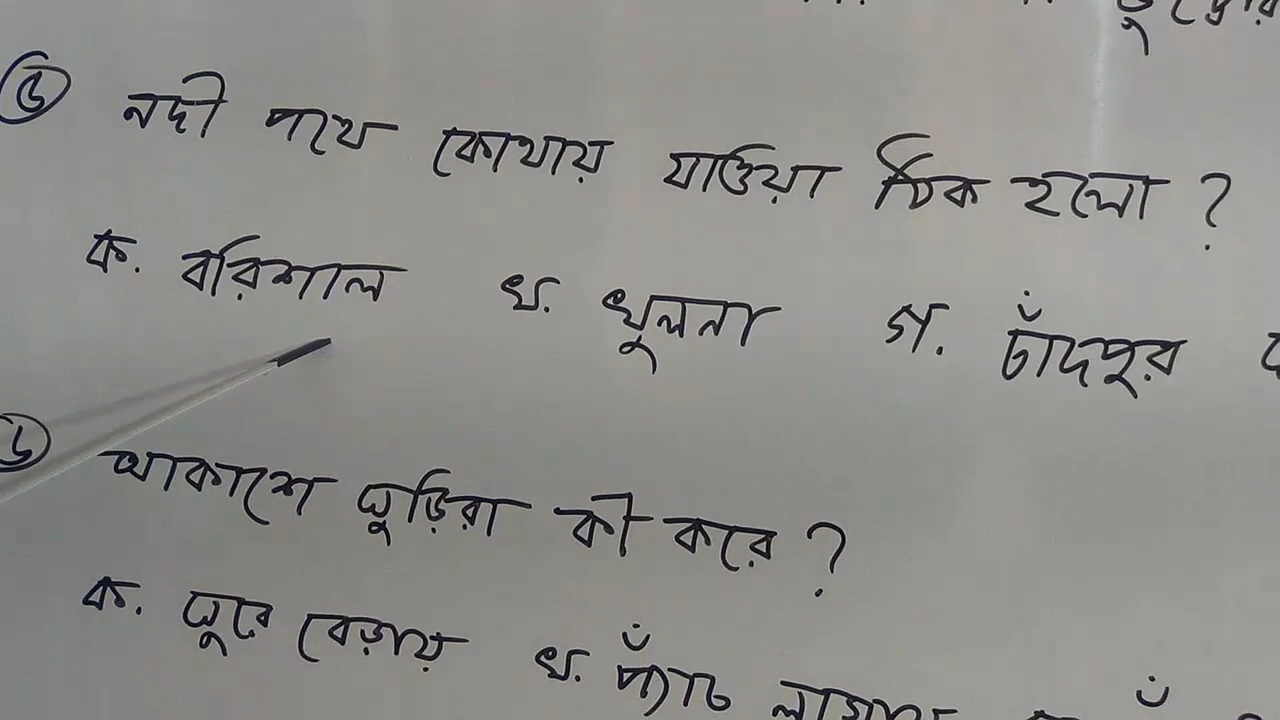 ৫ নদী পথে কোথায় যাওয়া ঠিক হলো ?
ক. বরিশাল খ. খুলনা গ. চাঁদপুর
৬ আকাশে ঘুড়িরা কী করে ?
ক. ঘুরে বেড়ায় খ. প্যাঁচ